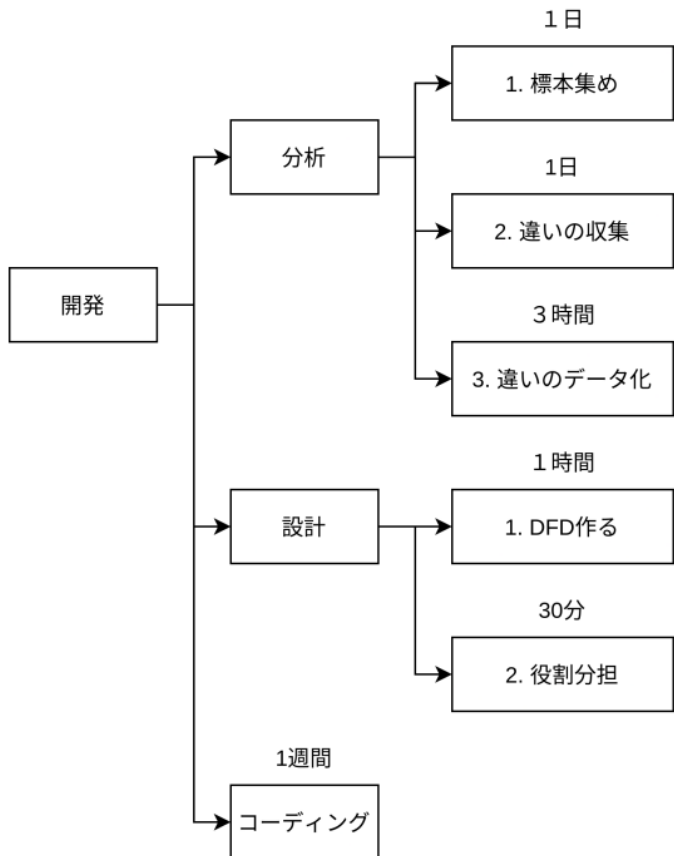 １日
1. 標本集め
分析
1日
2. 違いの収集
開発
３時間
3. 違いのデータ化
１時間
設計
1. DFD作る
30分
2. 役割分担
1週間
コーディング